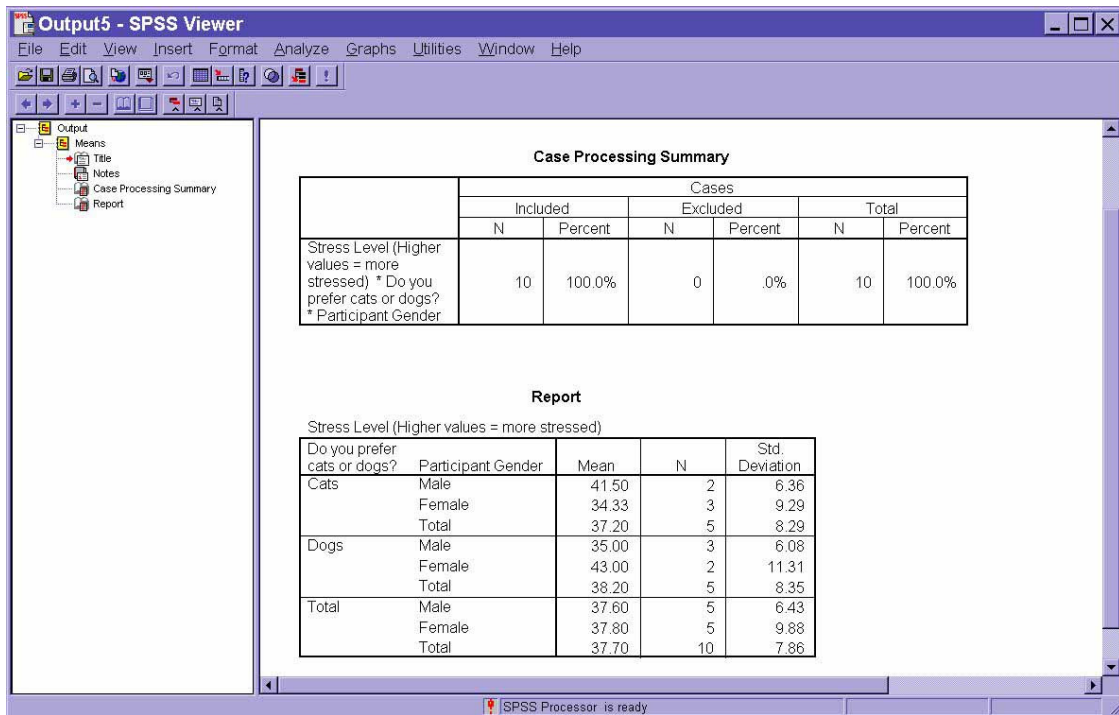 Output5 - SPSS Viewer
File Edit View Insert Format Analyze Graphs Utilities Window Help
Output
Means
Title
Notes
Case Processing Summary
Report
Case Processing Summary
Cases
Included Excluded Total
N Percent N Percent N Percent
Stress Level (Higher
values = more
stressed) * Do you
prefer cats or dogs?
* Participant Gender
10 100.0% 0 .0% 10 100.0%
Report
Stress Level (Higher values = more stressed)
Do you prefer
cats or dogs? Participant Gender Mean N Std.
Deviation
Cats Male 41.50 2 6.36
Female 34.33 3 9.29
Total 37.20 5 8.29
Dogs Male 35.00 3 6.08
Female 43.00 2 11.31
Total 38.20 5 8.35
Total Male 37.60 5 6.43
Female 37.80 5 9.88
Total 37.70 10 7.86
SPSS Processor is ready